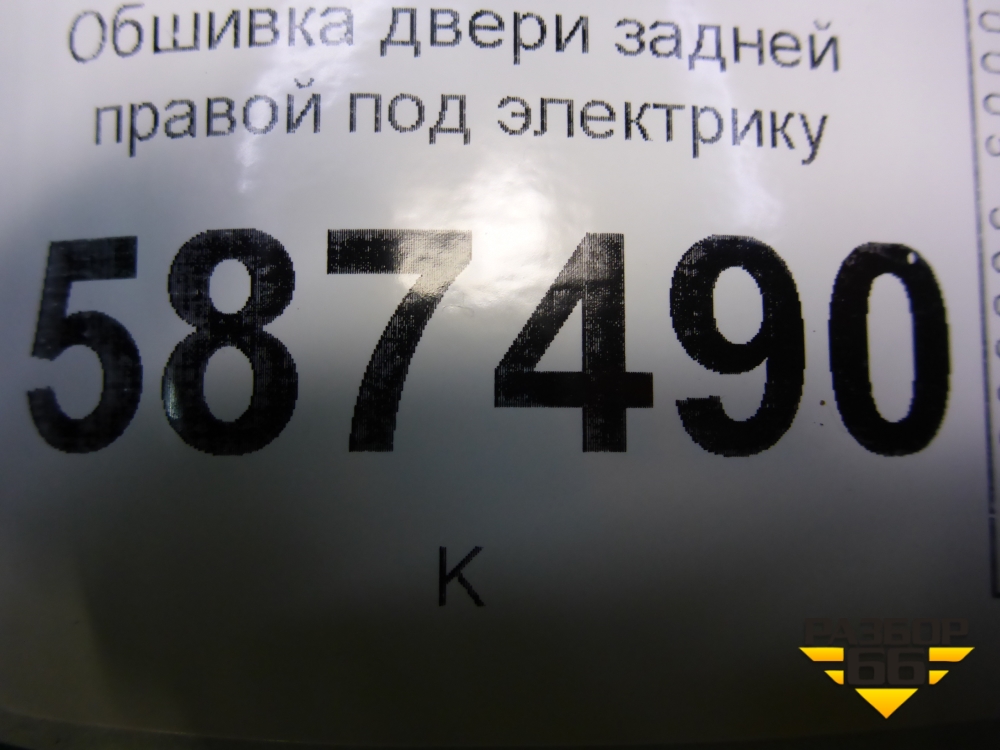 Обшивка двери задней
правой под электрику
587490
К
РАЗБОР
66